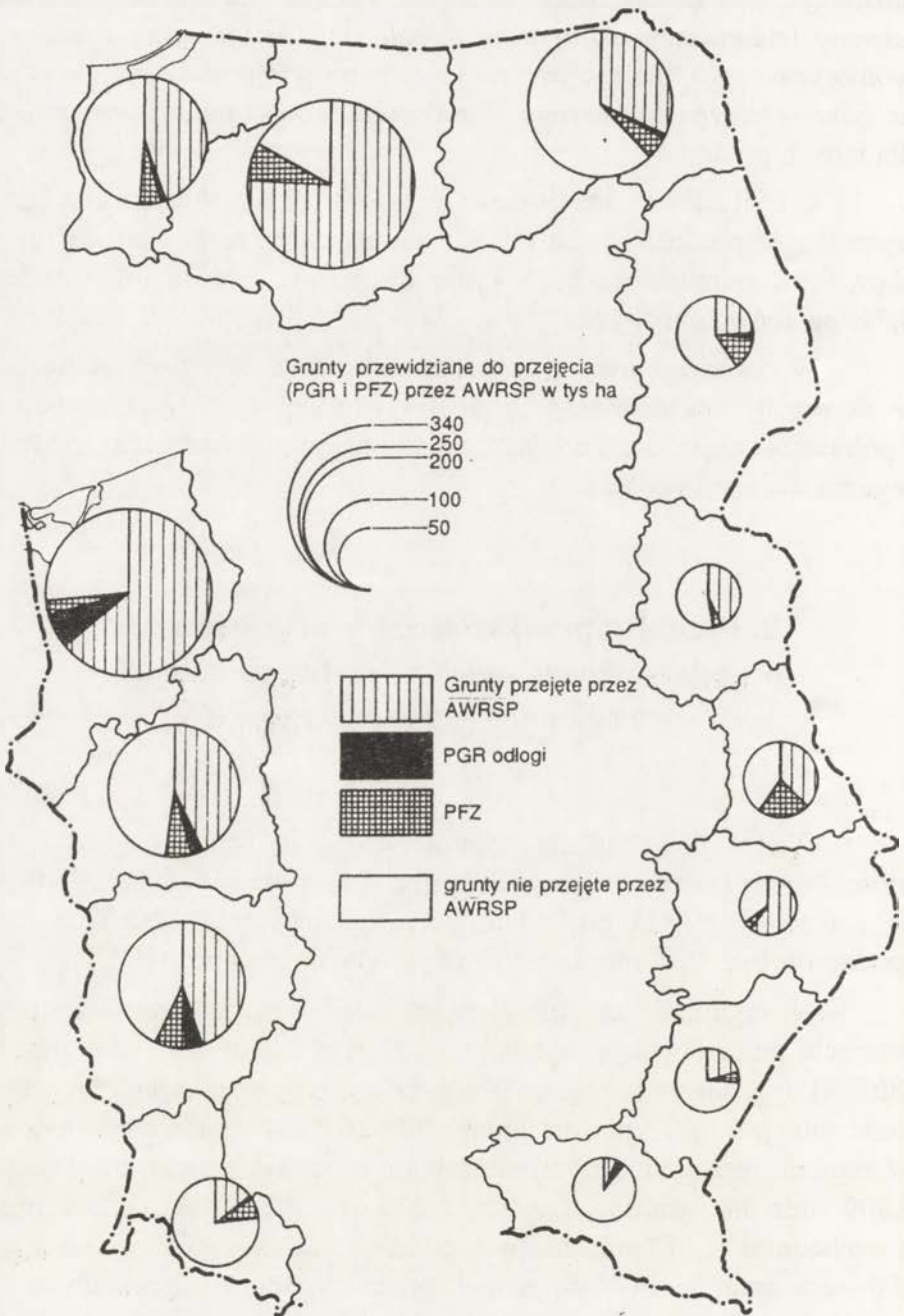 Grunty przewidziane do przejęcia
(PGR i PFZ) przez AWRSP w tys ha
340
250
200
100
50
Grunty przejęte przez
AWRSP
PGR odłogi
PFZ
grunty nie przejęte przez
AWRSP